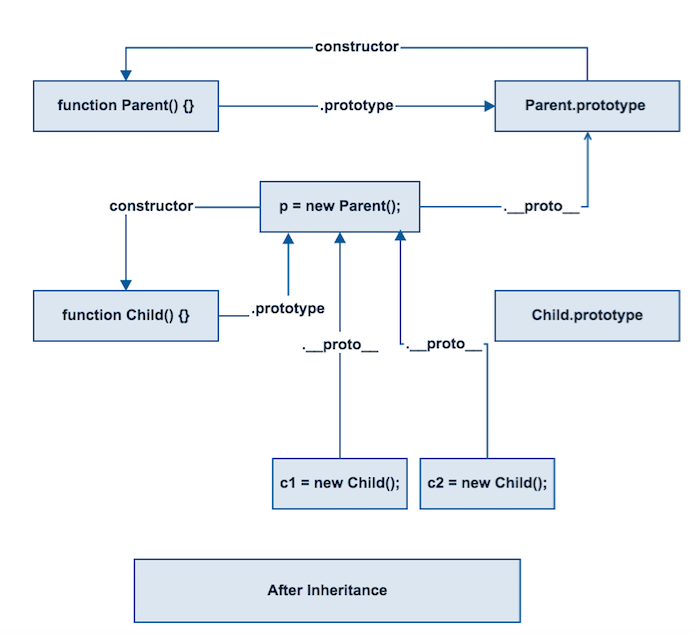 constructor
function Parent() {}
.prototype
Parent.prototype
constructor
p = new Parent();
.__proto__
function Child() {}
.prototype
Child.prototype
.__proto__
.__proto__
c1 = new Child();
c2 = new Child();
After Inheritance